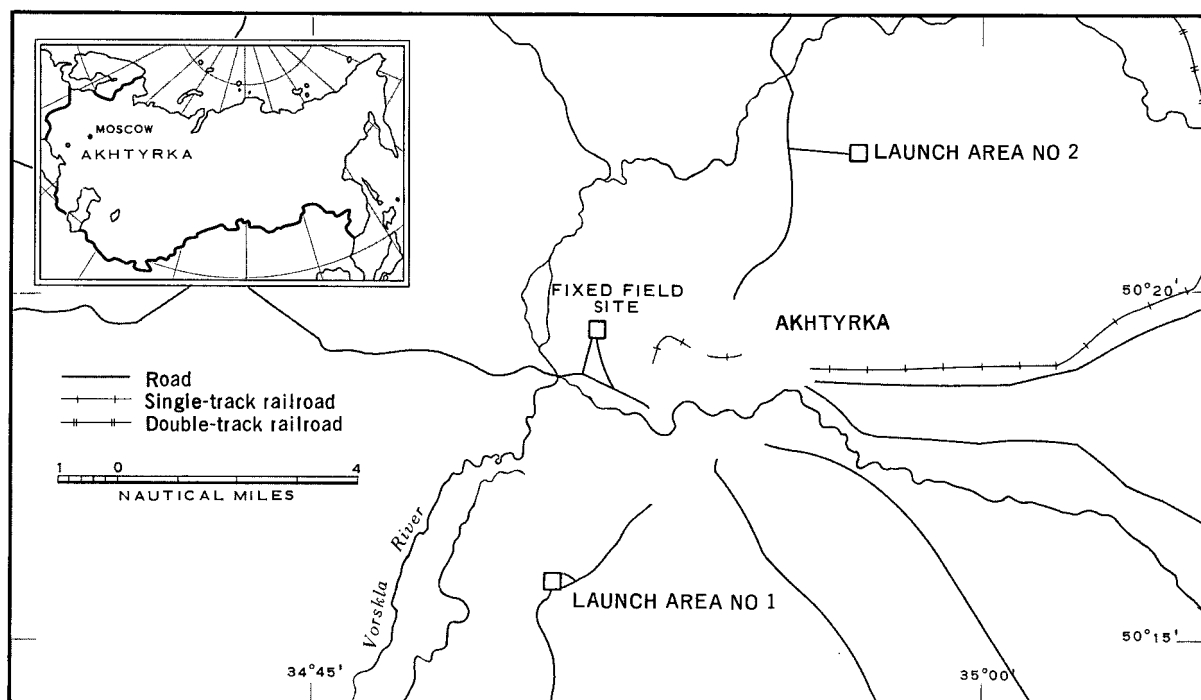 MOSCOW
AKHTYRKA
LAUNCH AREA NO 2
FIXED FIELD
SITE
50°20'
AKHTYRKA
Road
Single-track railroad
Double-track railroad
1 0 4
NAUTICAL MILES
Vorskla River
LAUNCH AREA NO 1
50°15'
34°45'
35°00'